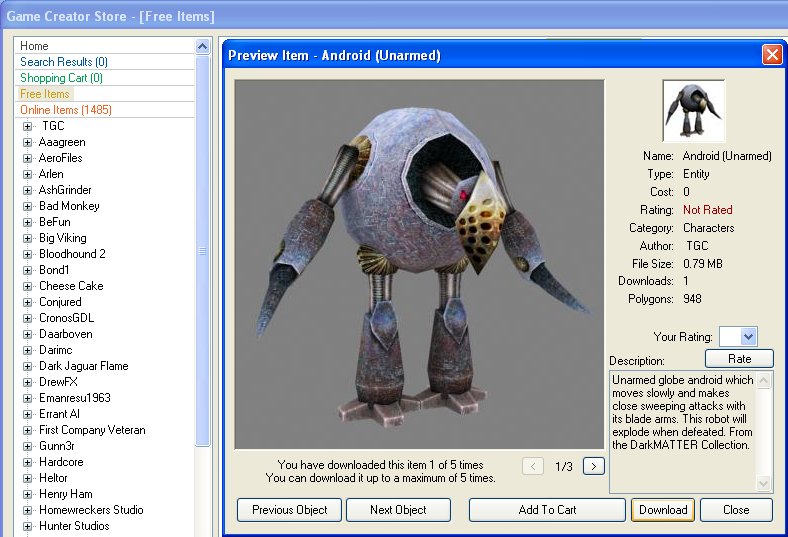 Game Creator Store - [Free Items]
Home
Search Results (0)
Shopping Cart (0)
Free Items
Online Items (1485)
TGC
Aaagreen
AeroFiles
Arlen
AshGrinder
Bad Monkey
BeFun
Big Viking
Bloodhound 2
Bond1
Cheese Cake
Conjured
CronosGDL
Daarboven
Darimc
Dark Jaguar Flame
DrewFX
Emanresu1963
Errant AI
First Company Veteran
Gunn3r
Hardcore
Heltor
Henry Ham
Homewreckers Studio
Hunter Studios
Preview Item - Android (Unarmed)
Name: Android (Unarmed)
Type: Entity
Cost: 0
Rating: Not Rated
Category: Characters
Author: TGC
File Size: 0.79 MB
Downloads: 1
Polygons: 948
Your Rating:
Description: Rate
Unarmed globe android which
moves slowly and makes
close sweeping attacks with
its blade arms. This robot will
explode when defeated. From
the DarkMATTER Collection.
You have downloaded this item 1 of 5 times
You can download it up to a maximum of 5 times.
< 1/3 >
Previous Object Next Object Add To Cart Download Close